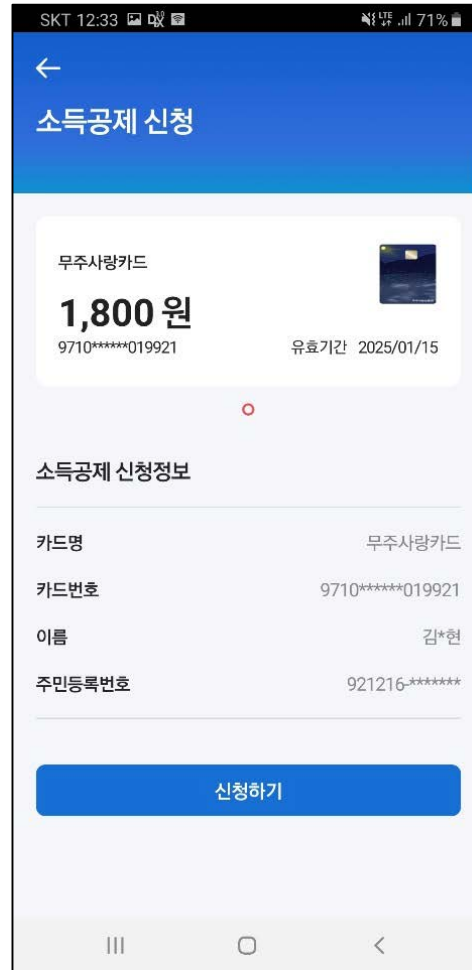 SKT 12:33
LTE 71%
소득공제 신청
무주사랑카드
1,800 원
9710******019921
유효기간 2025/01/15
소득공제 신청정보
카드명 무주사랑카드
카드번호 9710******019921
이름 김*현
주민등록번호 921216-*******
신청하기